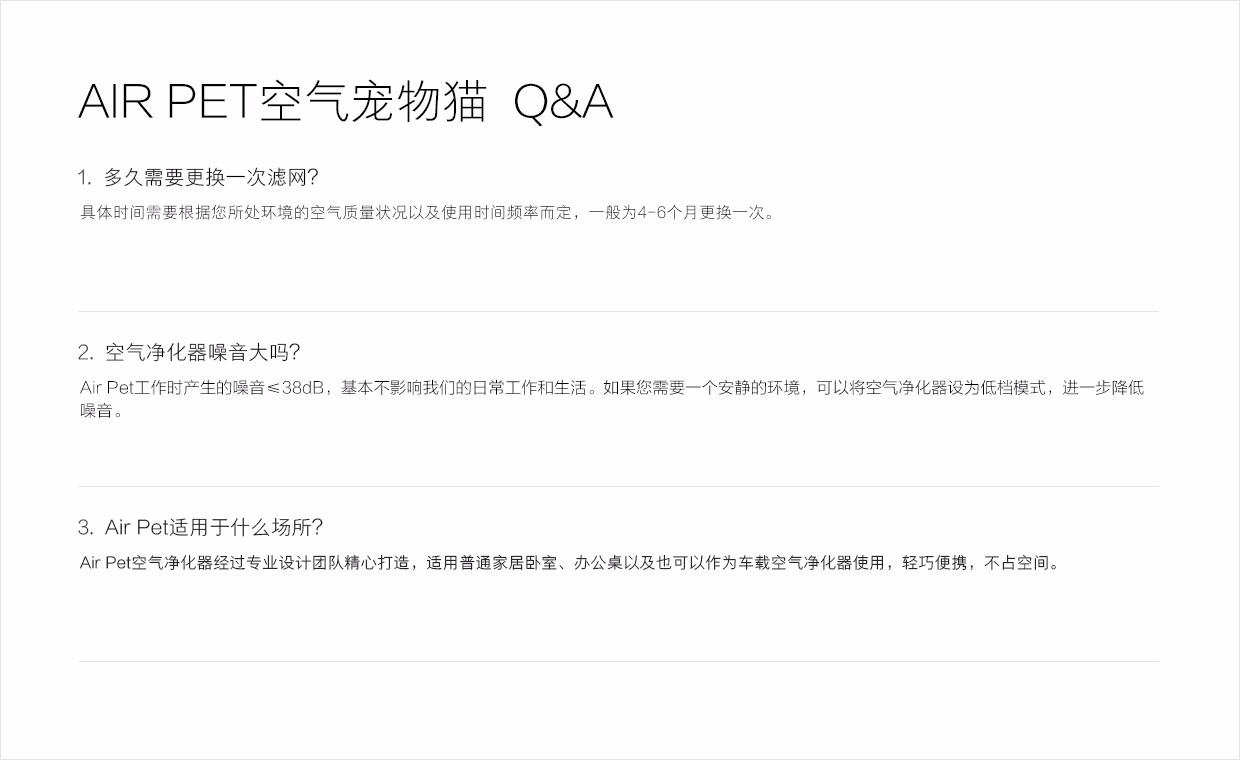 AIR PET空气宠物猫 Q&A
1. 多久需要更换一次滤网?
具体时间需要根据您所处环境的空气质量状况以及使用时间频率而定，一般为4-6个月更换一次。
2. 空气净化器噪音大吗?
Air Pet工作时产生的噪音≤38dB，基本不影响我们的日常工作和生活。如果您需要一个安静的环境，可以将空气净化器设为低档模式，进一步降低
噪音。
3. Air Pet适用于什么场所?
Air Pet空气净化器经过专业设计团队精心打造，适用普通家居卧室、办公桌以及也可以作为车载空气净化器使用，轻巧便携，不占空间。